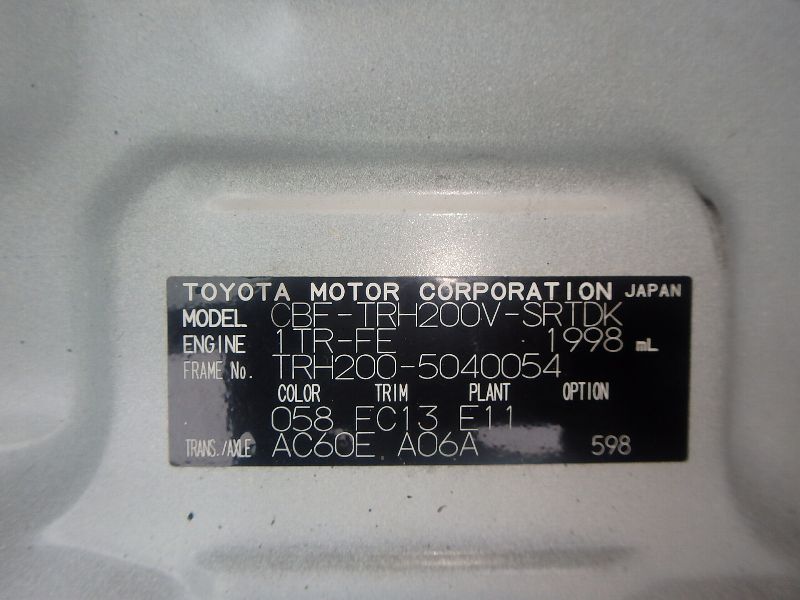 TOYOTA MOTOR CORPORATION JAPAN
MODEL CBF-TRH200V-SRTDK
ENGINE 1TR-FE 1998 mL
FRAME No. TRH200-5040054
COLOR TRIM PLANT OPTION
058 FC13 E11
TRANS./AXLE AC60E A06A 598